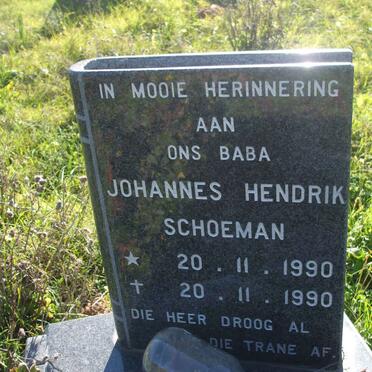 IN MOOIE HERINNERING
AAN
ONS BABA
JOHANNES HENDRIK
SCHOEMAN
★ 20 . 11 . 1990
† 20 . 11 . 1990
DIE HEER DROOG AL
DIE TRANE AF.